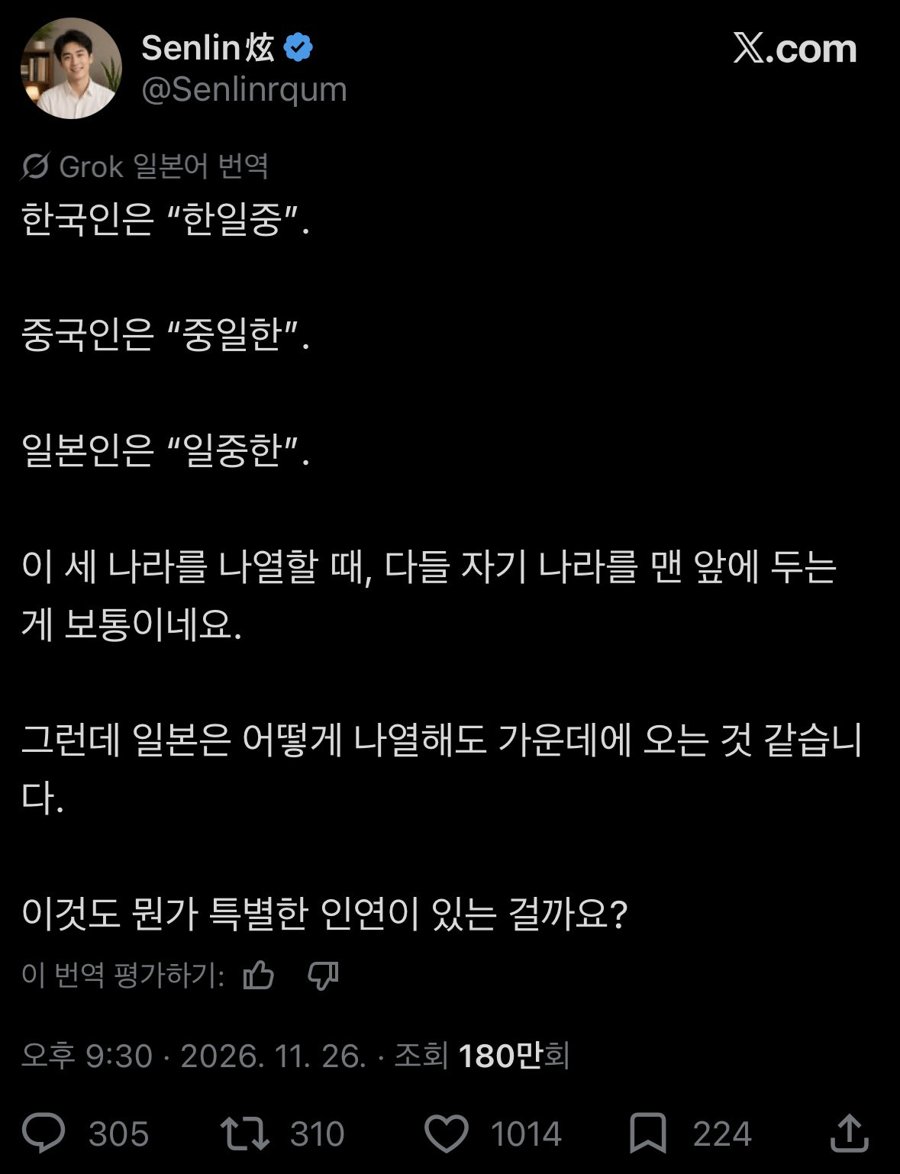 Senlin炫
X.com
@Senlinrqum
Grok 일본어 번역
한국인은 “한일중”.
중국인은 “중일한”.
일본인은 “일중한”.
이 세 나라를 나열할 때, 다들 자기 나라를 맨 앞에 두는
게 보통이네요.
그런데 일본은 어떻게 나열해도 가운데에 오는 것 같습니
다.
이것도 뭔가 특별한 인연이 있는 걸까요?
이 번역 평가하기:
오후 9:30 · 2026. 11. 26. · 조회 180만회
305 310 1014 224